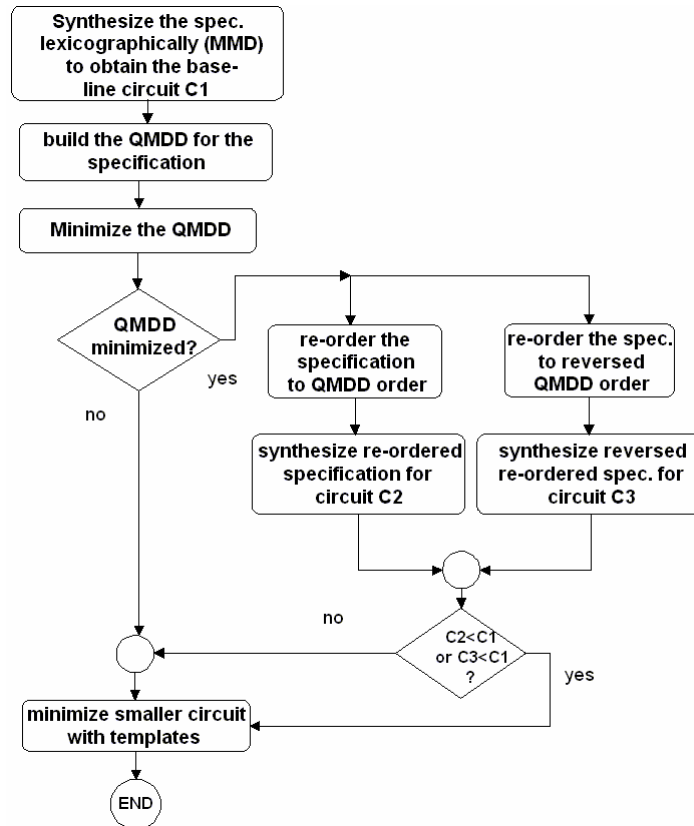 Synthesize the spec.
lexicographically (MMD)
to obtain the base-
line circuit C1
build the QMDD for the
specification
Minimize the QMDD
QMDD
minimized?
yes
no
re-order the
specification
to QMDD order
re-order the spec.
to reversed
QMDD order
synthesize re-ordered
specification for
circuit C2
synthesize reversed
re-ordered spec. for
circuit C3
no
C2<C1
or C3<C1
?
yes
minimize smaller circuit
with templates
END